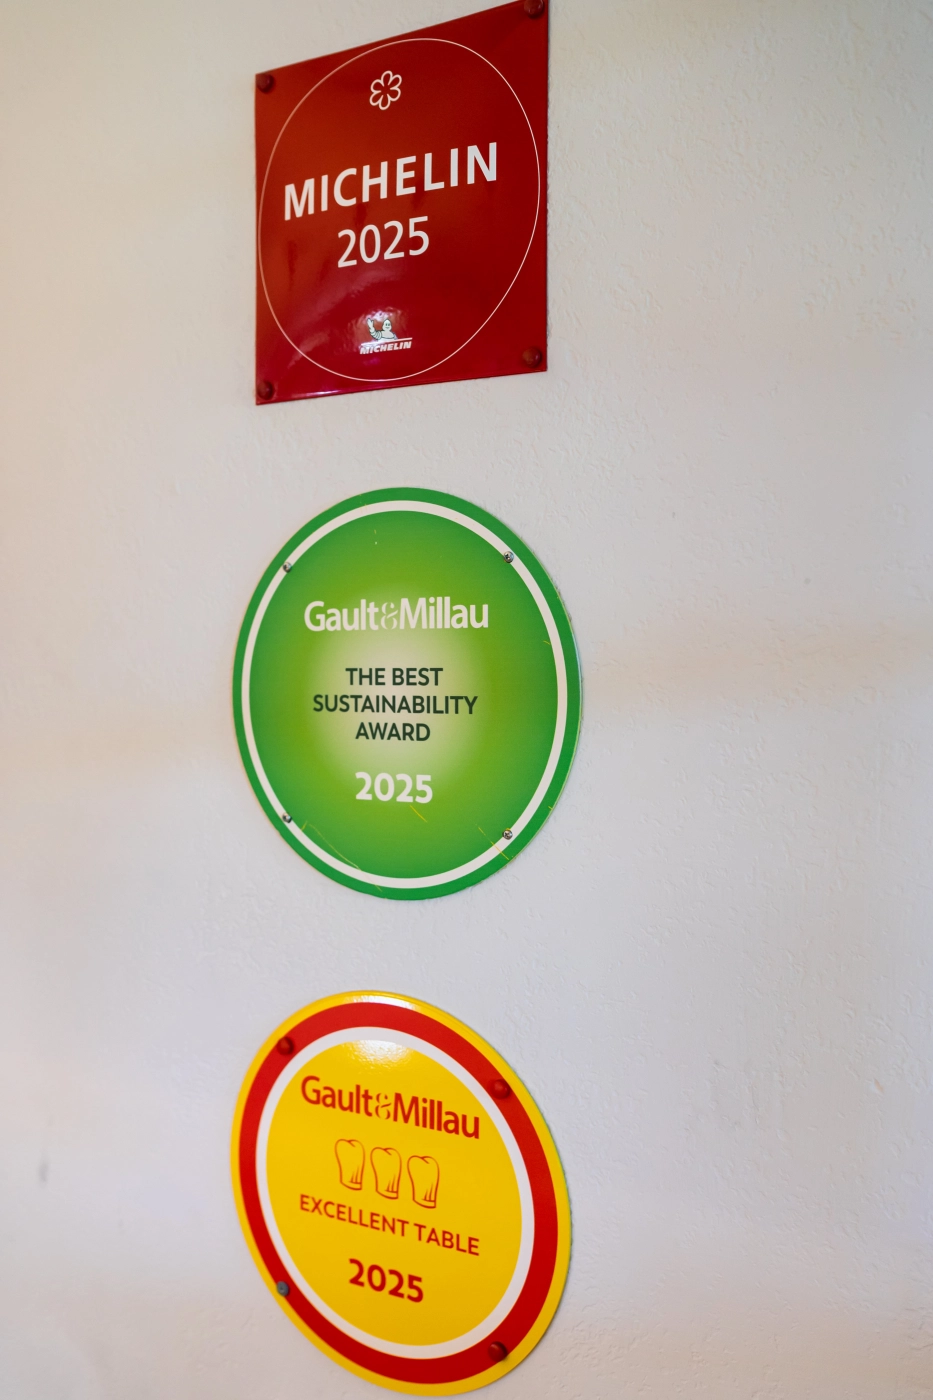 MICHELIN
2025
MICHELIN
Gault&Millau
THE BEST
SUSTAINABILITY
AWARD
2025
Gault&Millau
EXCELLENT TABLE
2025